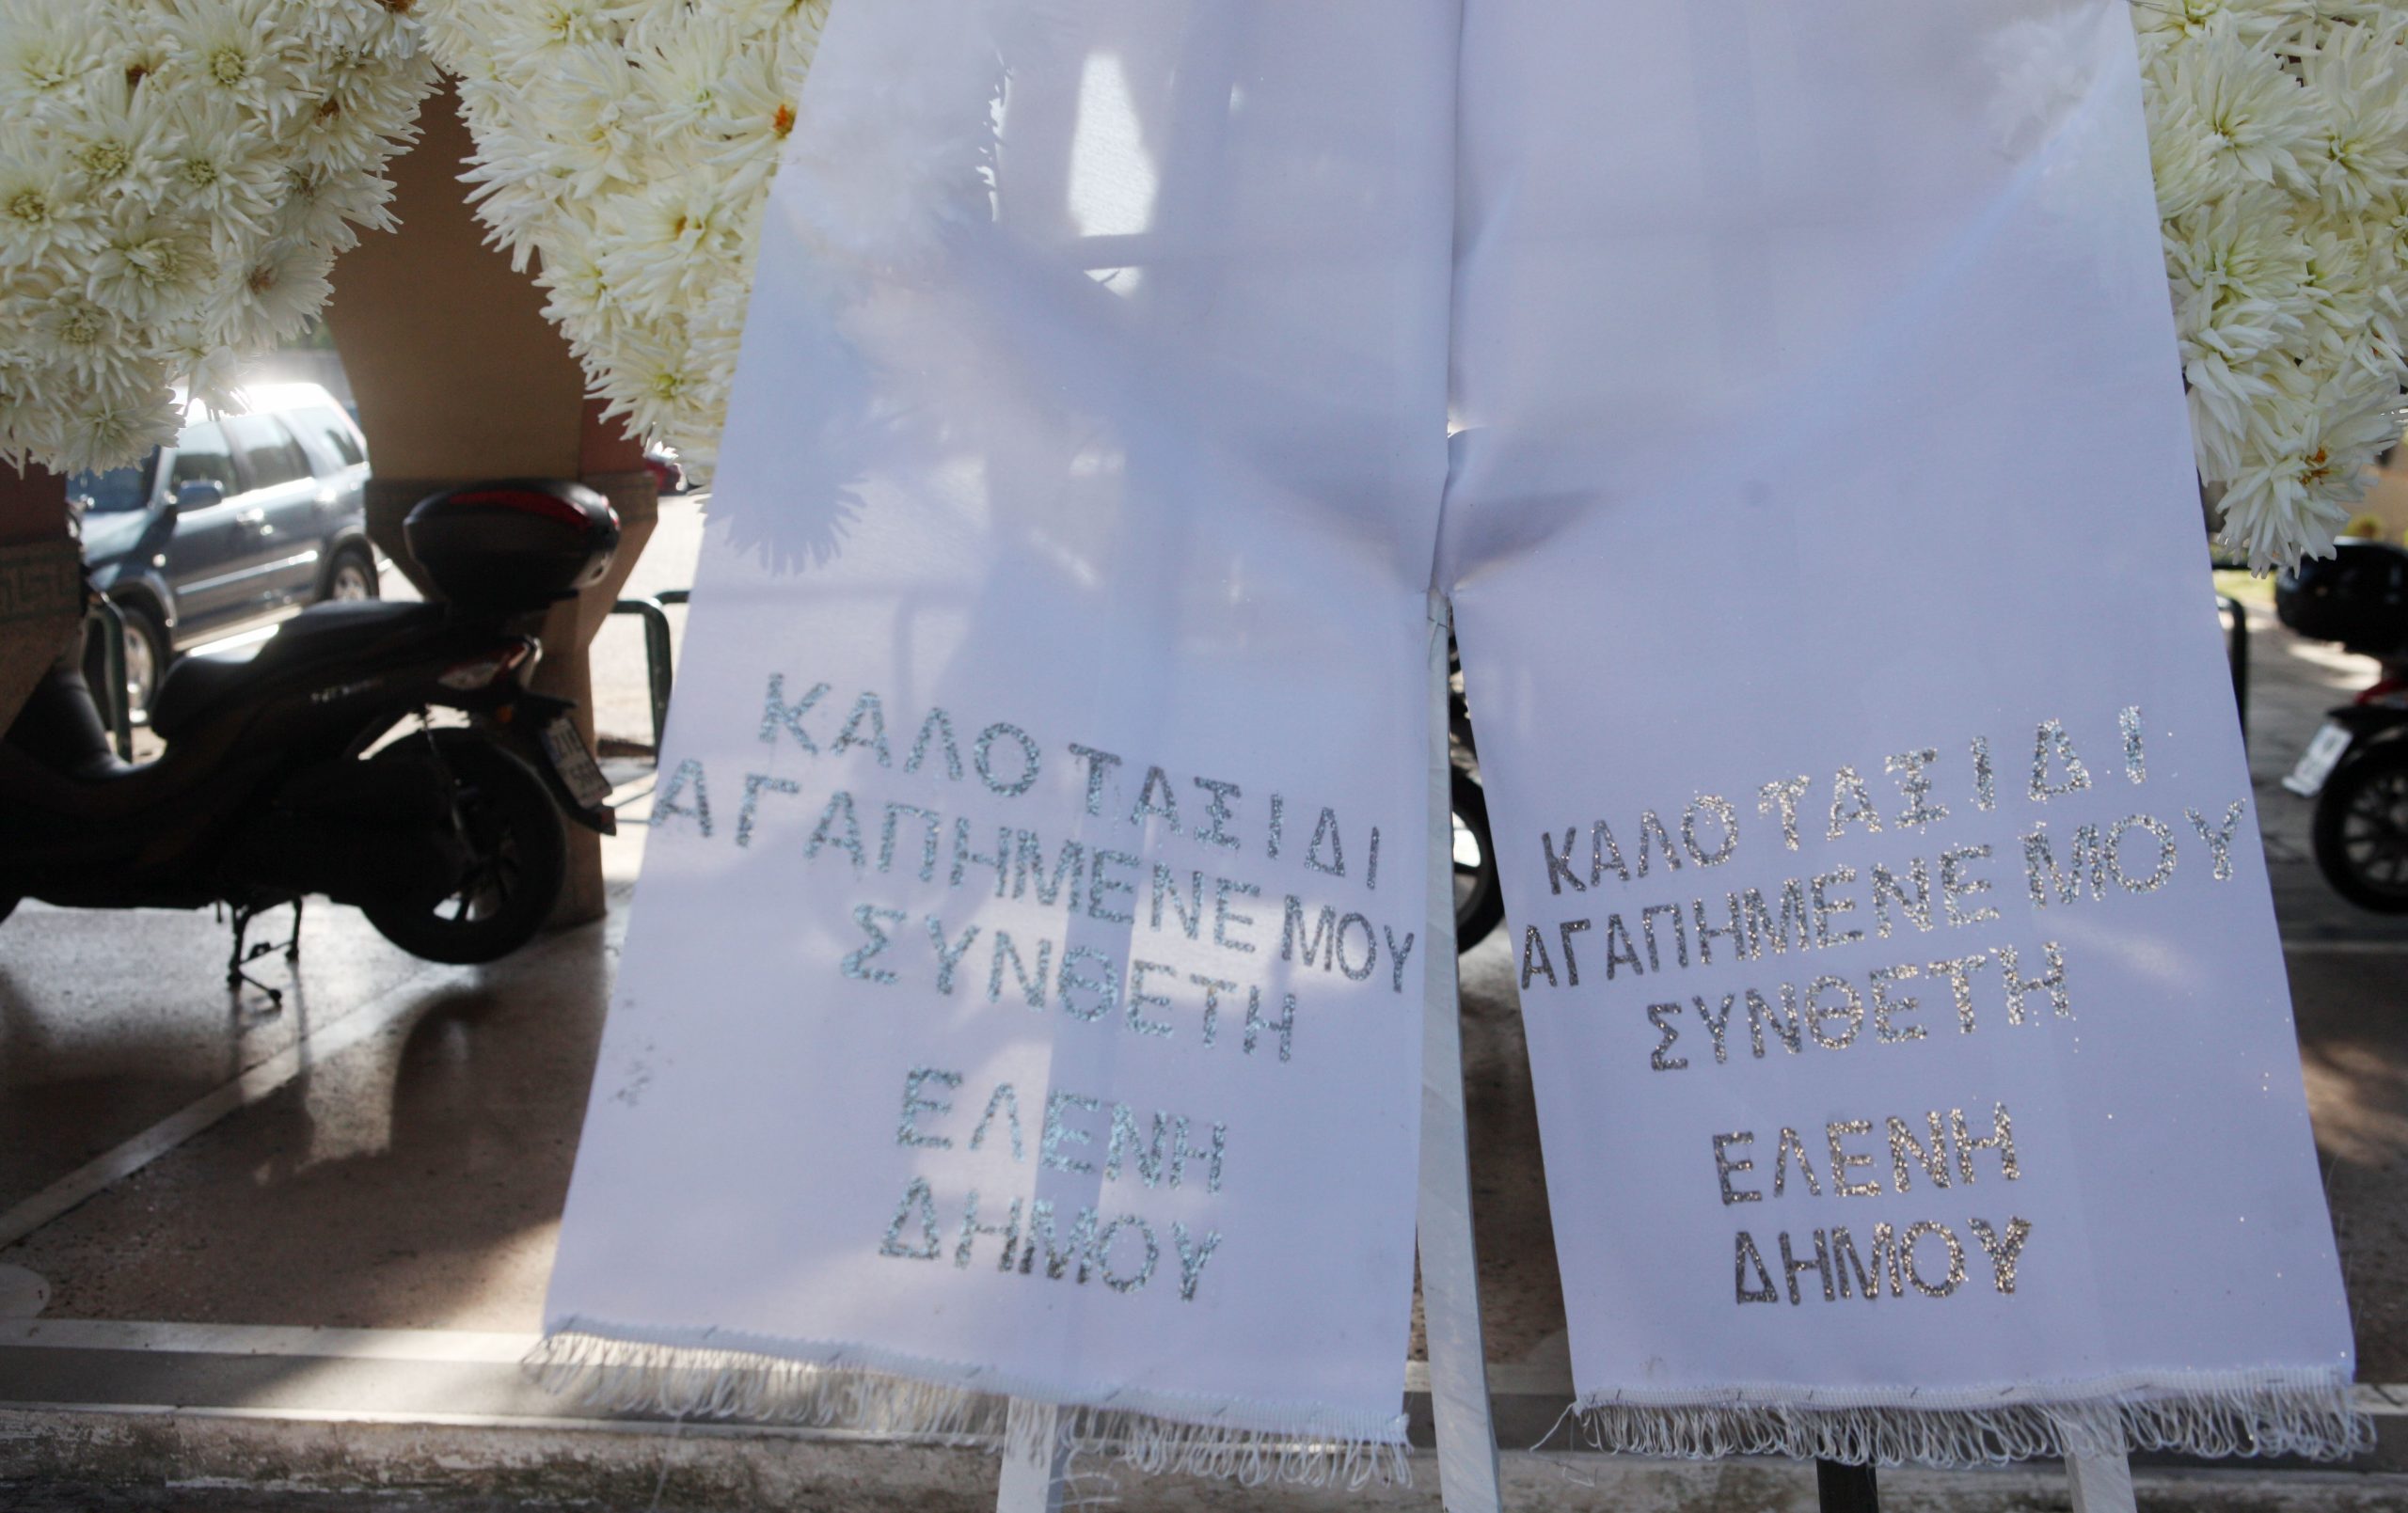 ΚΑΛΟ ΤΑΞΙΔΙ
ΑΓΑΠΗΜΕΝΕ ΜΟΥ
ΣΥΝΘΕΤΗ
ΕΛΕΝΗ
ΔΗΜΟΥ
ΚΑΛΟ ΤΑΞΙΔΙ
ΑΓΑΠΗΜΕΝΕ ΜΟΥ
ΣΥΝΘΕΤΗ
ΕΛΕΝΗ
ΔΗΜΟΥ